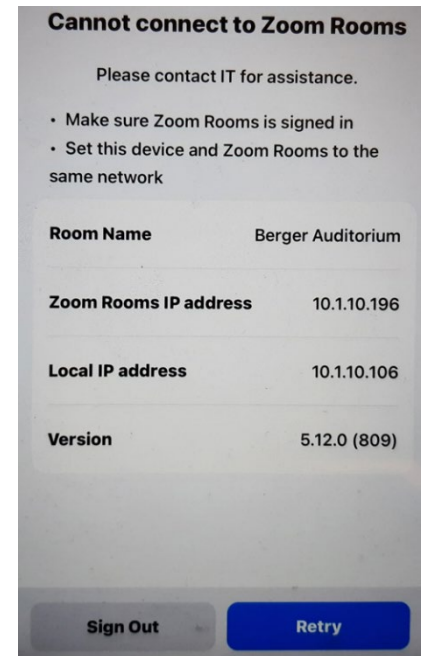 Cannot connect to Zoom Rooms
Please contact IT for assistance.
• Make sure Zoom Rooms is signed in
• Set this device and Zoom Rooms to the
same network
Room Name Berger Auditorium
Zoom Rooms IP address 10.1.10.196
Local IP address 10.1.10.106
Version 5.12.0 (809)
Sign Out Retry